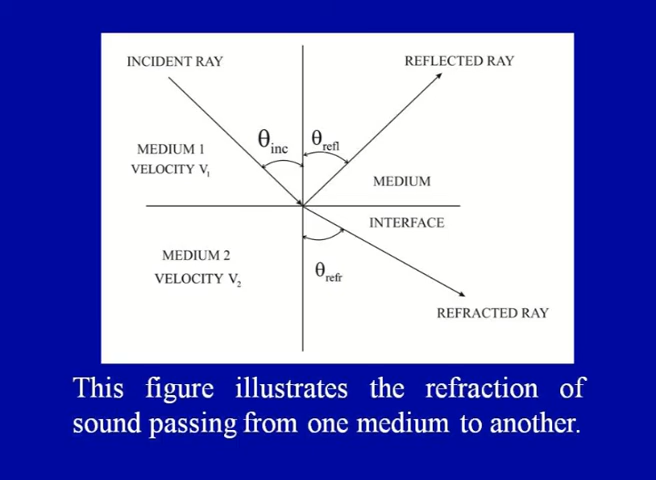 INCIDENT RAY
REFLECTED RAY
θinc
θrefl
MEDIUM 1
VELOCITY V1
MEDIUM
INTERFACE
MEDIUM 2
VELOCITY V2
θrefr
REFRACTED RAY
This figure illustrates the refraction of
sound passing from one medium to another.